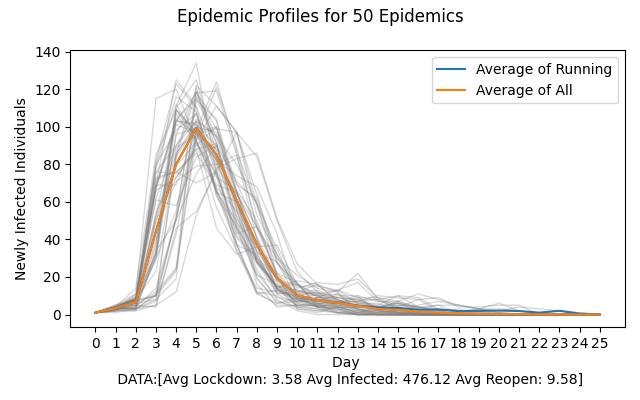 Epidemic Profiles for 50 Epidemics
140
120
100
80
60
40
20
0
Newly Infected Individuals
Average of Running
Average of All
0 1 2 3 4 5 6 7 8 9 10 11 12 13 14 15 16 17 18 19 20 21 22 23 24 25
Day
DATA:[Avg Lockdown: 3.58 Avg Infected: 476.12 Avg Reopen: 9.58]